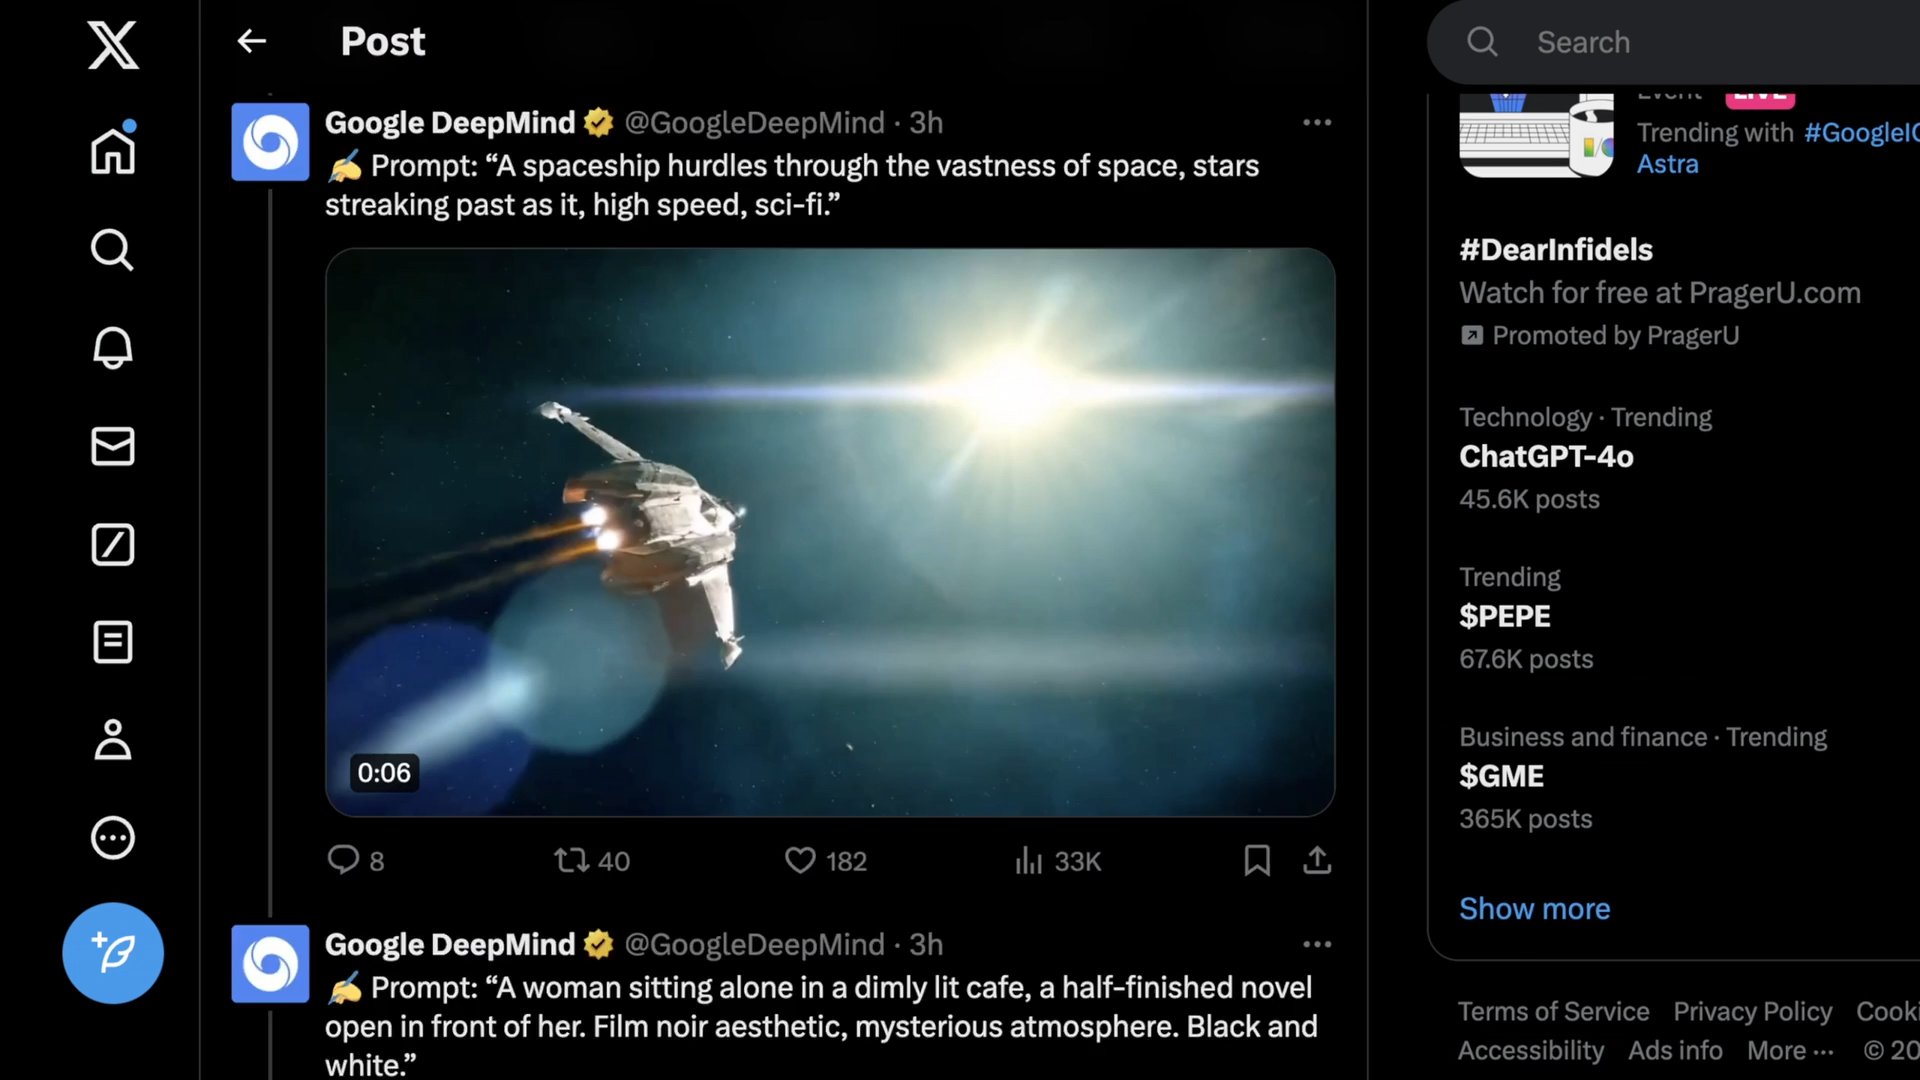 Post
Google DeepMind @GoogleDeepMind · 3h
✍️ Prompt: “A spaceship hurdles through the vastness of space, stars
streaking past as it, high speed, sci-fi.”
0:06
8 40 182 33K
Google DeepMind @GoogleDeepMind · 3h
✍️ Prompt: “A woman sitting alone in a dimly lit cafe, a half-finished novel
open in front of her. Film noir aesthetic, mysterious atmosphere. Black and
white.”
Search
Event LIVE
Trending with
Astra
#DearInfidels
Watch for free at PragerU.com
Promoted by PragerU
Technology · Trending
ChatGPT-4o
45.6K posts
Trending
$PEPE
67.6K posts
Business and finance · Trending
$GME
365K posts
Show more
Terms of Service Privacy Policy
Accessibility Ads info More ···